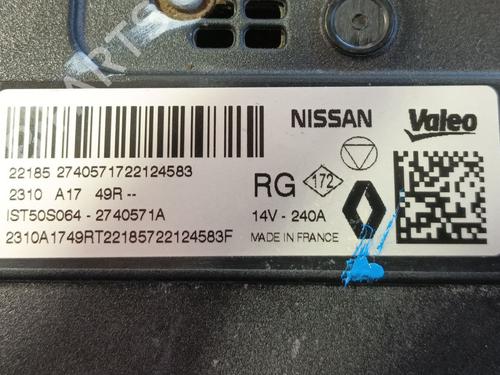 NISSAN Valeo
22185 2740571722124583
2310 A17 49R --
RG 172
IST50S064 - 2740571A
14V - 240A
2310A1749RT22185722124583F
MADE IN FRANCE